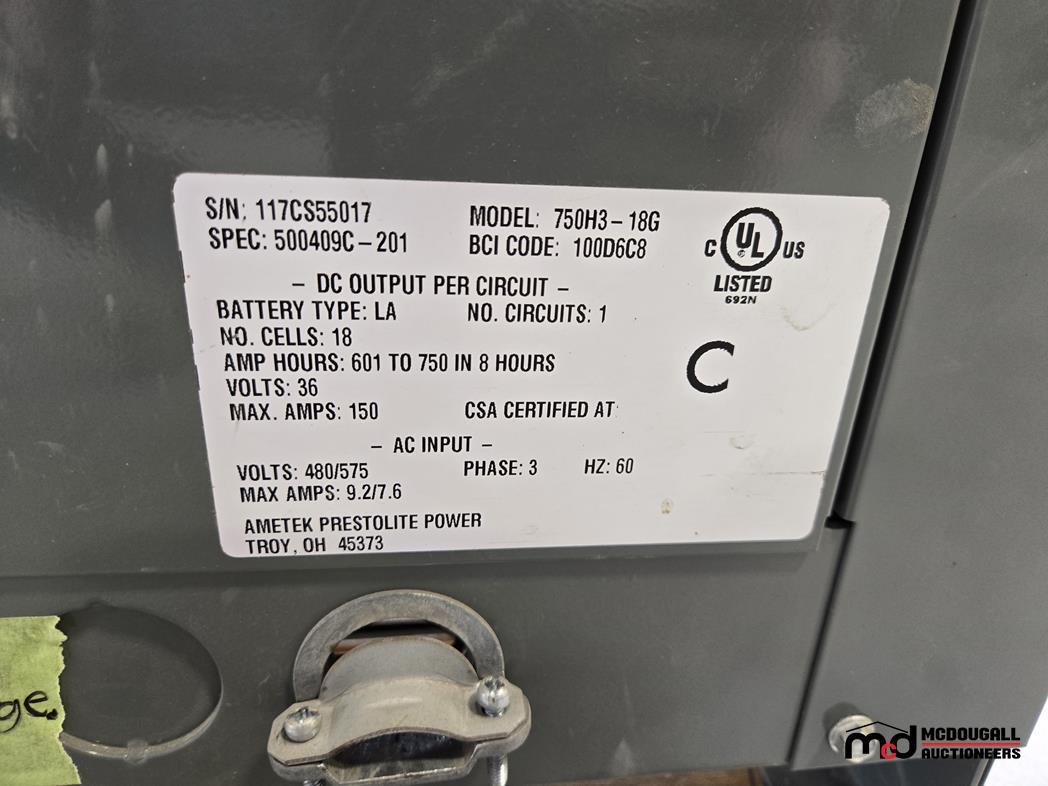 S/N: 117CS55017
MODEL: 750H3-18G
SPEC: 500409C-201
BCI CODE: 100D6C8
C UL US
LISTED
692N
- DC OUTPUT PER CIRCUIT -
BATTERY TYPE: LA
NO. CIRCUITS: 1
NO. CELLS: 18
AMP HOURS: 601 TO 750 IN 8 HOURS
VOLTS: 36
C
MAX. AMPS: 150
CSA CERTIFIED AT:
- AC INPUT -
VOLTS: 480/575
PHASE: 3
HZ: 60
MAX AMPS: 9.2/7.6
AMETEK PRESTOLITE POWER
TROY, OH 45373
ge.
mcd
MCDOUGALL
AUCTIONEERS